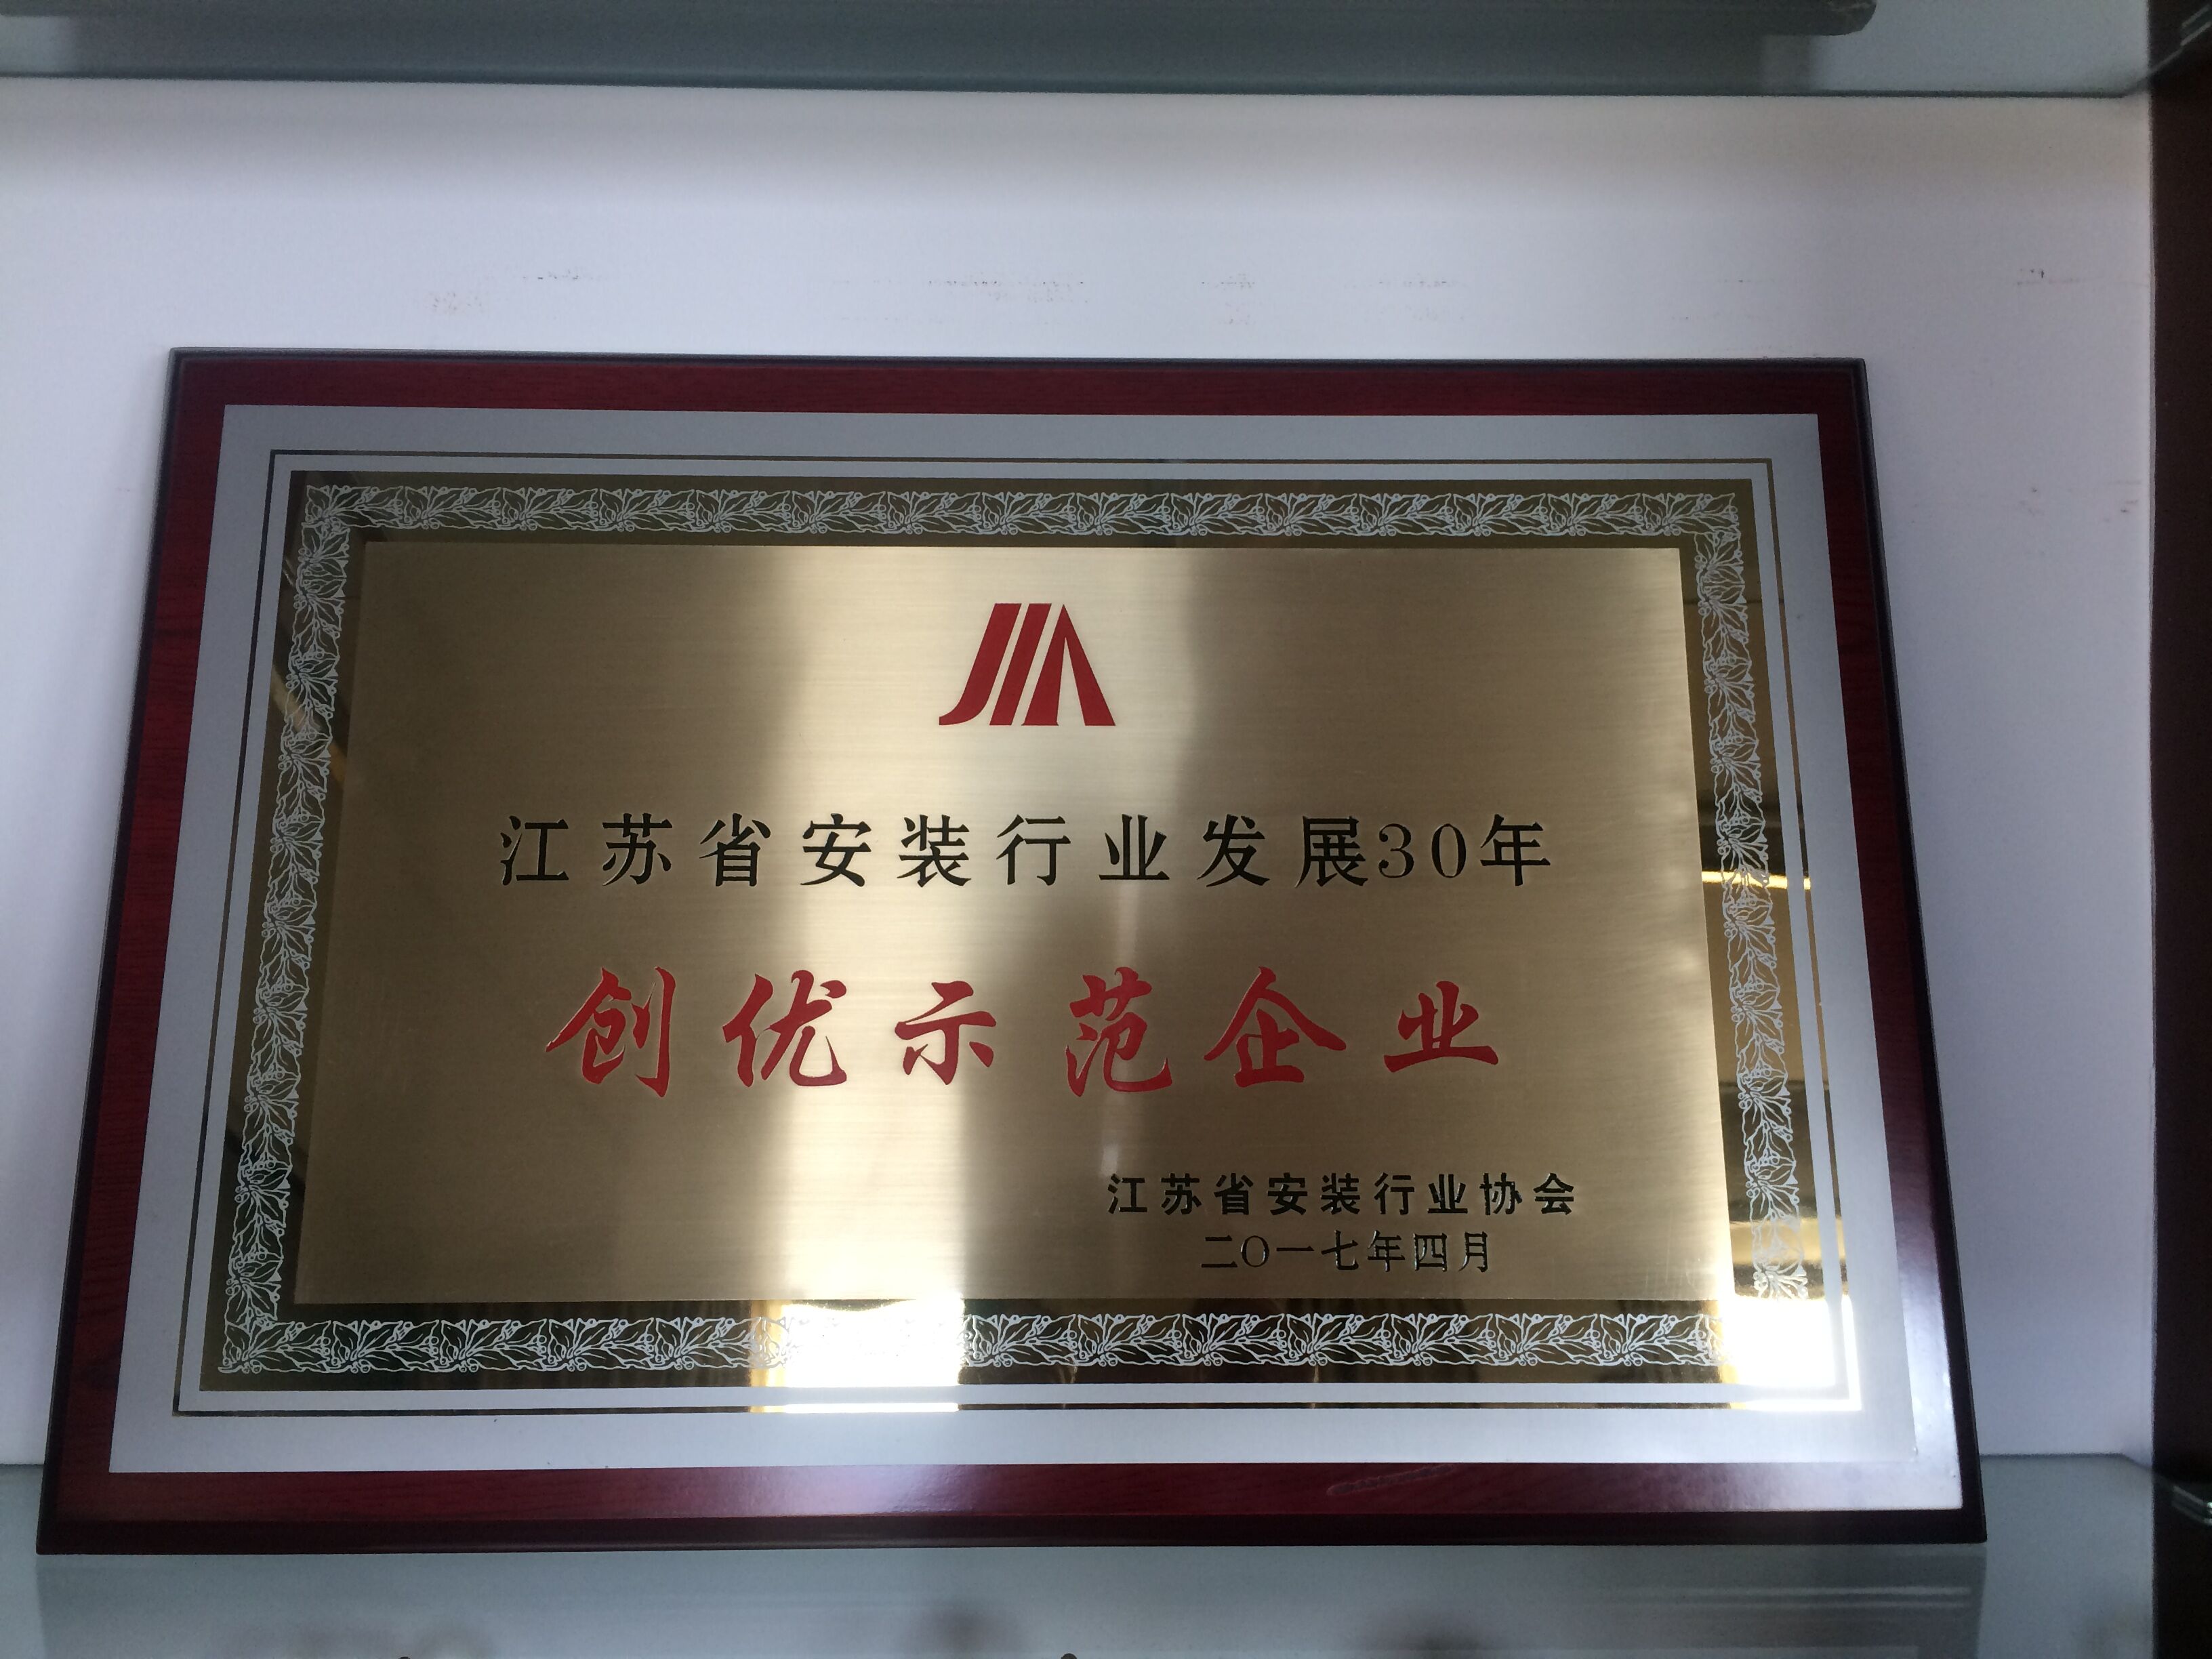 江苏省安装行业发展30年
创优示范企业
江苏省安装行业协会
二〇一七年四月